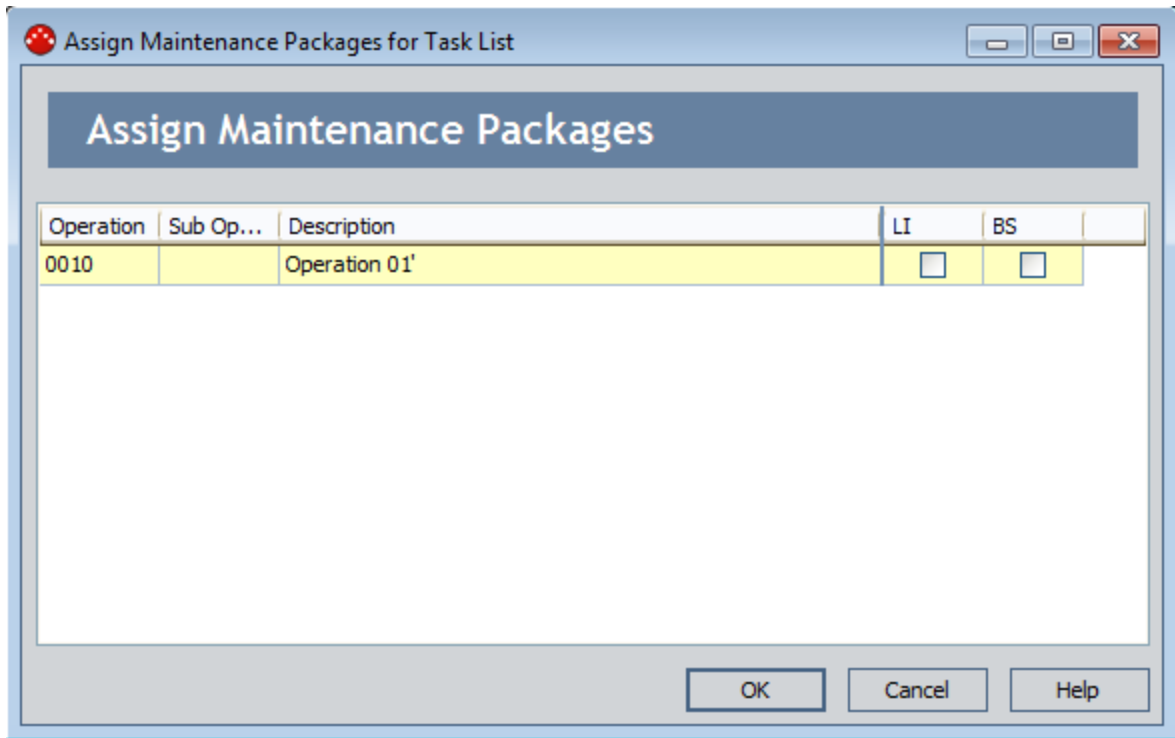 Assign Maintenance Packages for Task List
Assign Maintenance Packages
Operation Sub Op... Description LI BS
0010 Operation 01'
OK Cancel Help